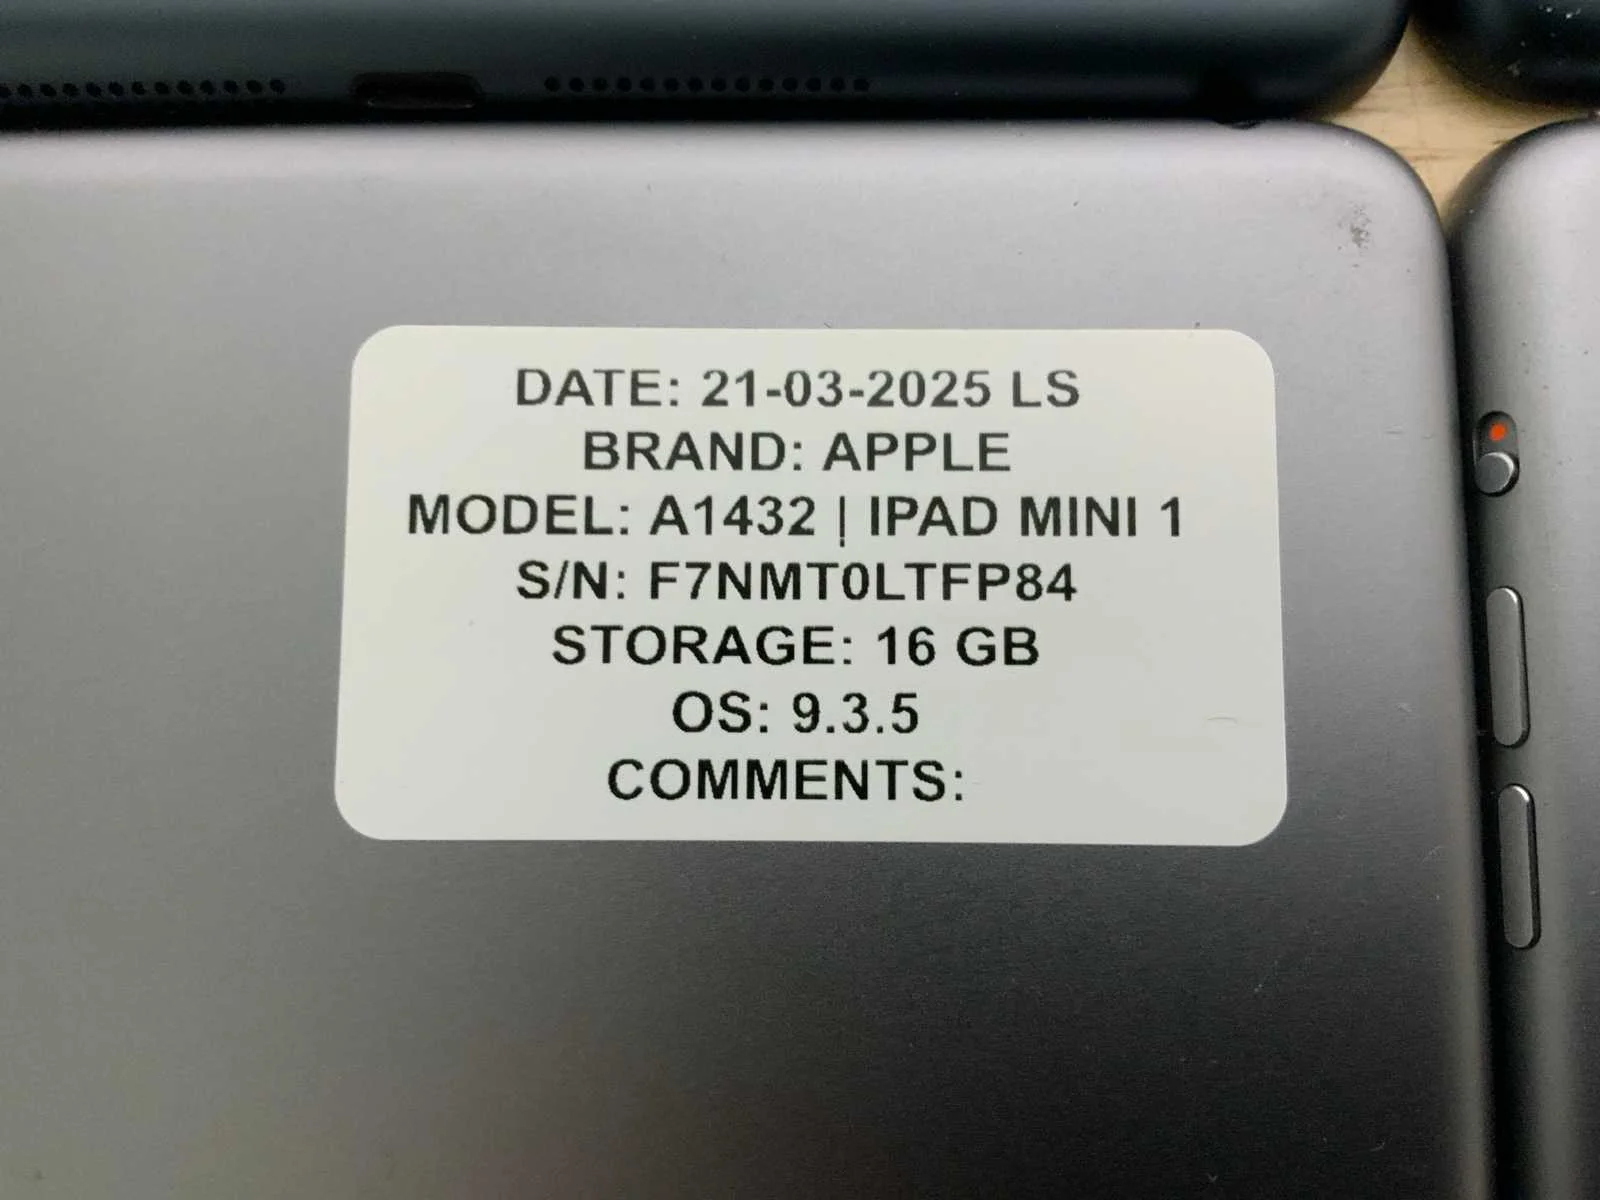 DATE: 21-03-2025 LS
BRAND: APPLE
MODEL: A1432 | IPAD MINI 1
S/N: F7NMT0LTFP84
STORAGE: 16 GB
OS: 9.3.5
COMMENTS: